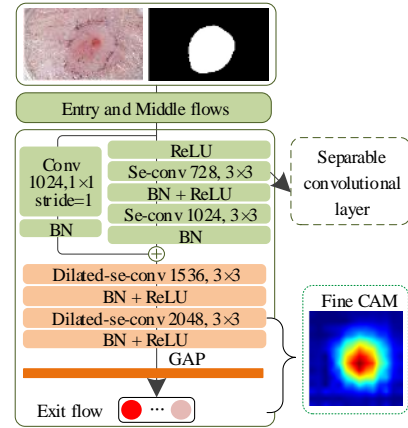 Entry and Middle flows
Conv
1024,1×1
stride=1
BN
ReLU
Se-conv 728, 3×3
BN + ReLU
Se-conv 1024, 3×3
BN
Separable
convolutional
layer
Dilated-se-conv 1536, 3×3
BN + ReLU
Dilated-se-conv 2048, 3×3
BN + ReLU
GAP
Fine CAM
Exit flow
...